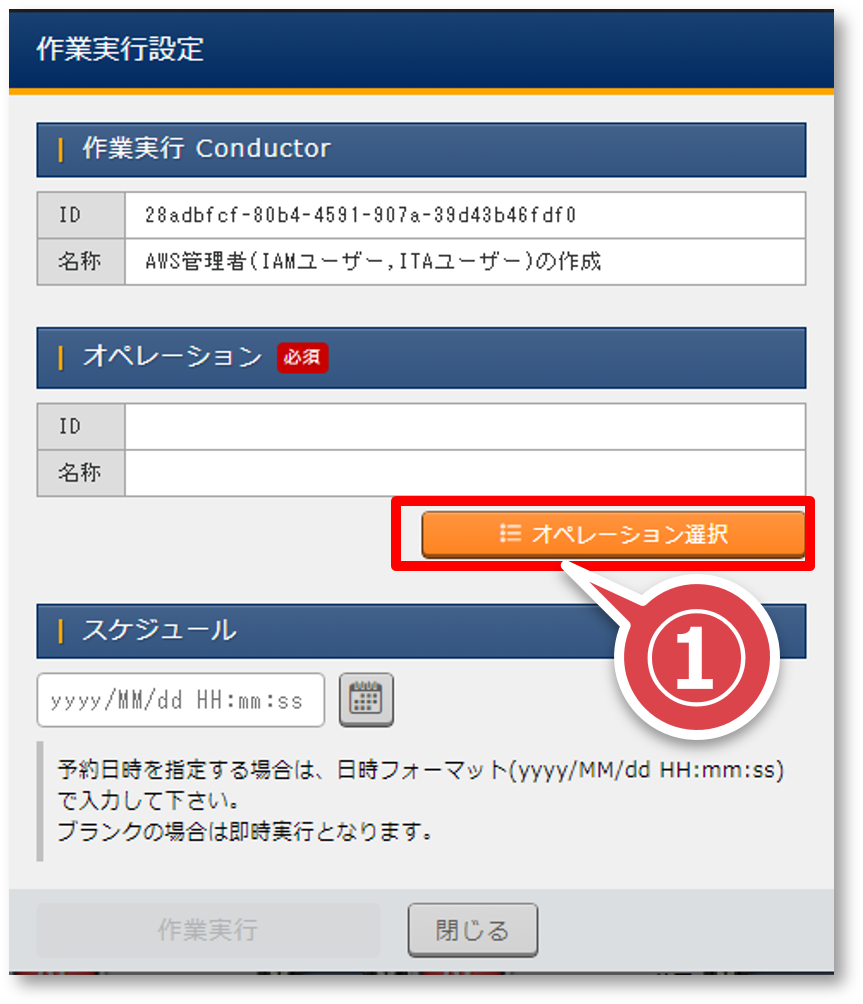 作業実行設定
作業実行 Conductor
ID 28adbfcf-80b4-4591-907a-39d43b46fdf0
名称 AWS管理者(IAMユーザー,ITAユーザー)の作成
オペレーション 必須
ID
名称
オペレーション選択
①
スケジュール
yyyy/MM/dd HH:mm:ss
予約日時を指定する場合は、日時フォーマット(yyyy/MM/dd HH:mm:ss)
で入力して下さい。
ブランクの場合は即時実行となります。
作業実行 閉じる